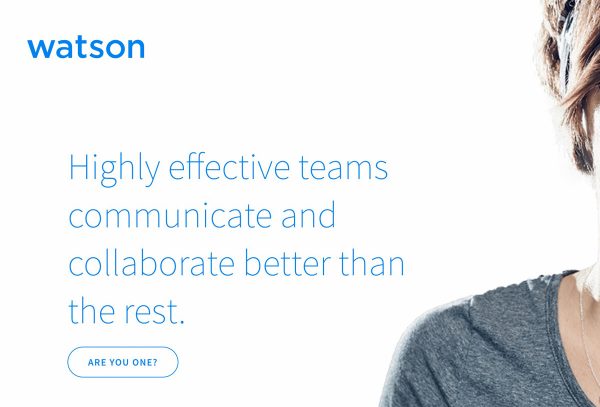 watson
Highly effective teams
communicate and
collaborate better than
the rest.
ARE YOU ONE?